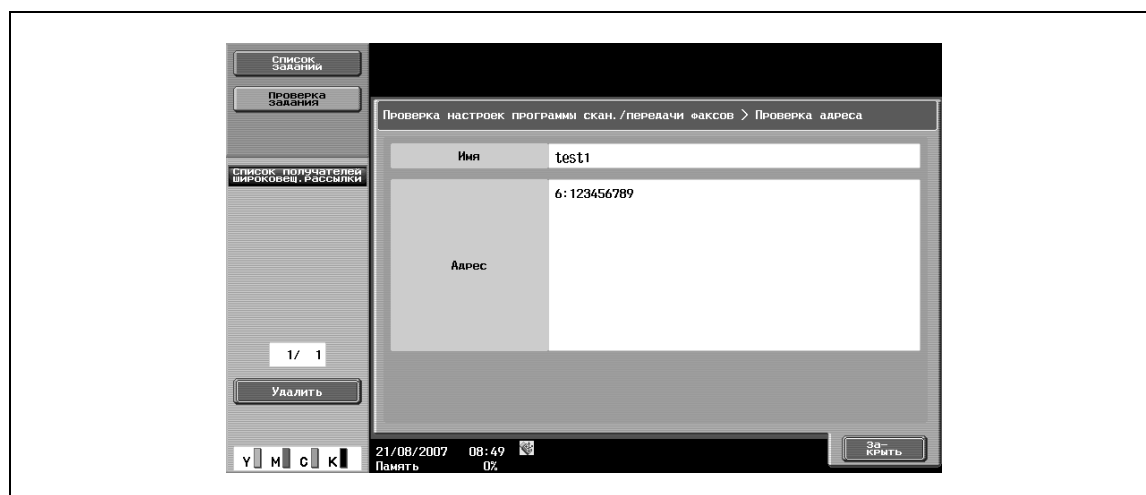 Список
заданий
Проверка
задания
Проверка настроек программы скан./передачи факсов > Проверка адреса
Имя
test1
Список получателей
широковещ.рассылки
6:123456789
Адрес
1/ 1
Удалить
21/08/2007 08:49
Память 0%
За-
крыть
Y M C K